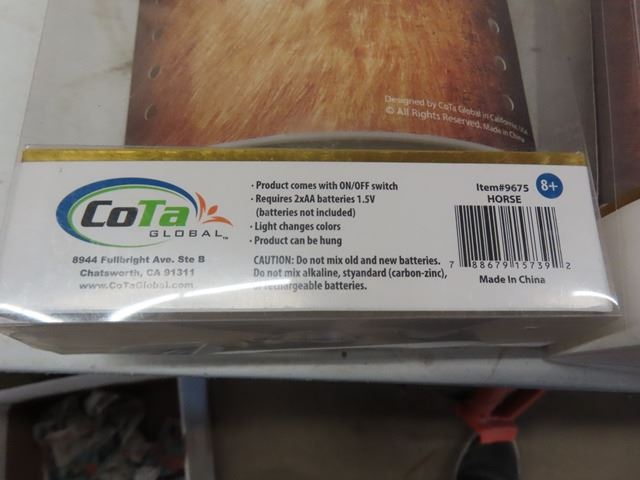 Designed by CoTa Global in California, USA
© All Rights Reserved. Made in China
CoTa
GLOBAL™
8944 Fullbright Ave. Ste B
Chatsworth, CA 91311
www.CoTaGlobal.com
· Product comes with ON/OFF switch
· Requires 2xAA batteries 1.5V
(batteries not included)
· Light changes colors
· Product can be hung
CAUTION: Do not mix old and new batteries.
Do not mix alkaline, styandard (carbon-zinc),
or rechargeable batteries.
Item#9675
HORSE
8+
7 88679 15739 2
Made In China